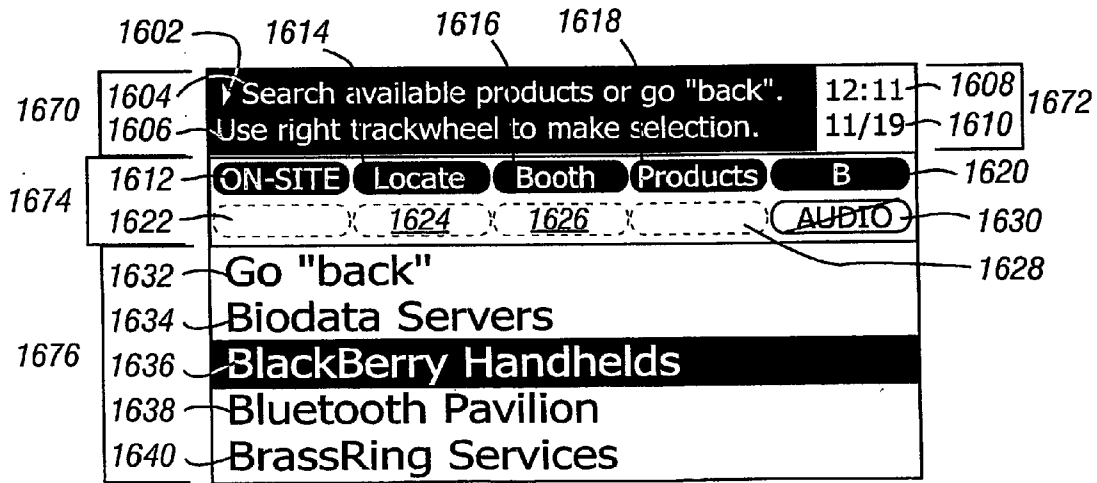 1602 1614 1616 1618
1670 1604 Search available products or go "back". 12:11 1608 1672
1606 Use right trackwheel to make selection. 11/19 1610
1674 1612 ON-SITE Locate Booth Products B 1620
1622 1624 1626 AUDIO 1630
1632 Go "back" 1628
1634 Biodata Servers
1676 1636 BlackBerry Handhelds
1638 Bluetooth Pavilion
1640 BrassRing Services